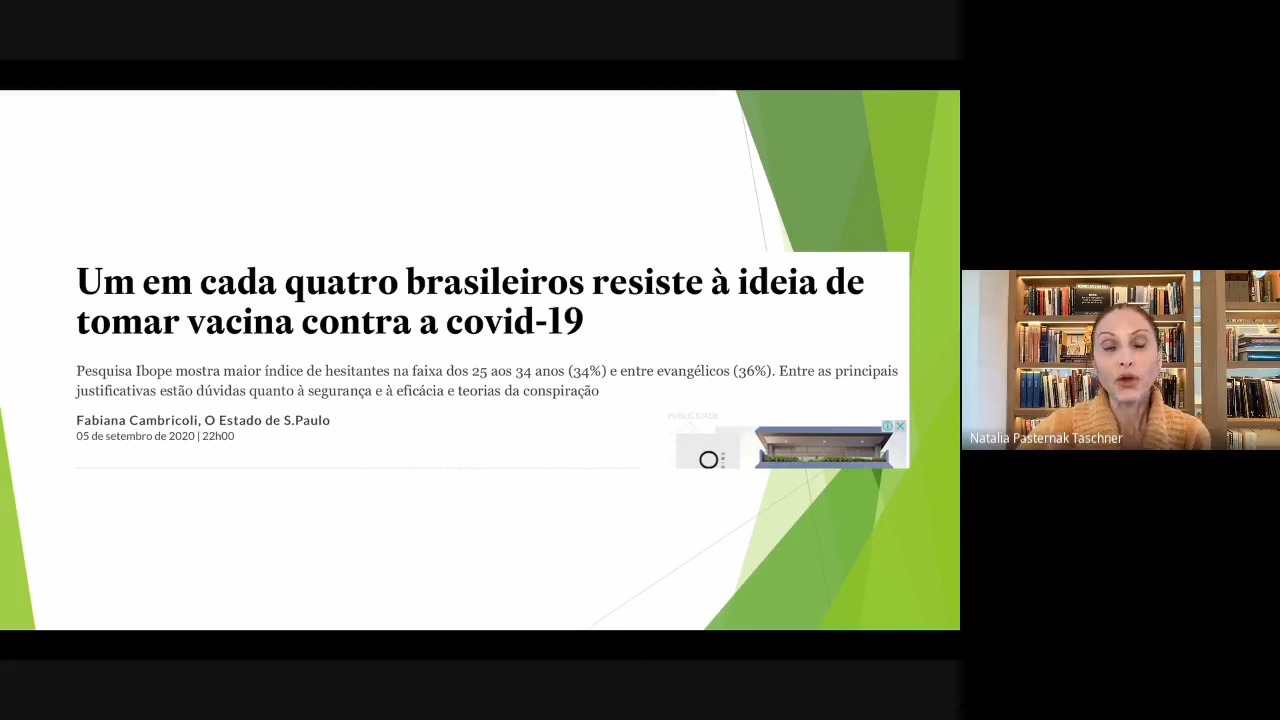 Um em cada quatro brasileiros resiste à ideia de
tomar vacina contra a covid-19
Pesquisa Ibope mostra maior índice de hesitantes na faixa dos 25 aos 34 anos (34%) e entre evangélicos (36%). Entre as principais
justificativas estão dúvidas quanto à segurança e à eficácia e teorias da conspiração
Fabiana Cambricoli, O Estado de S.Paulo
05 de setembro de 2020 | 22h00
PUBLICIDADE
Natalia Pasternak Taschner